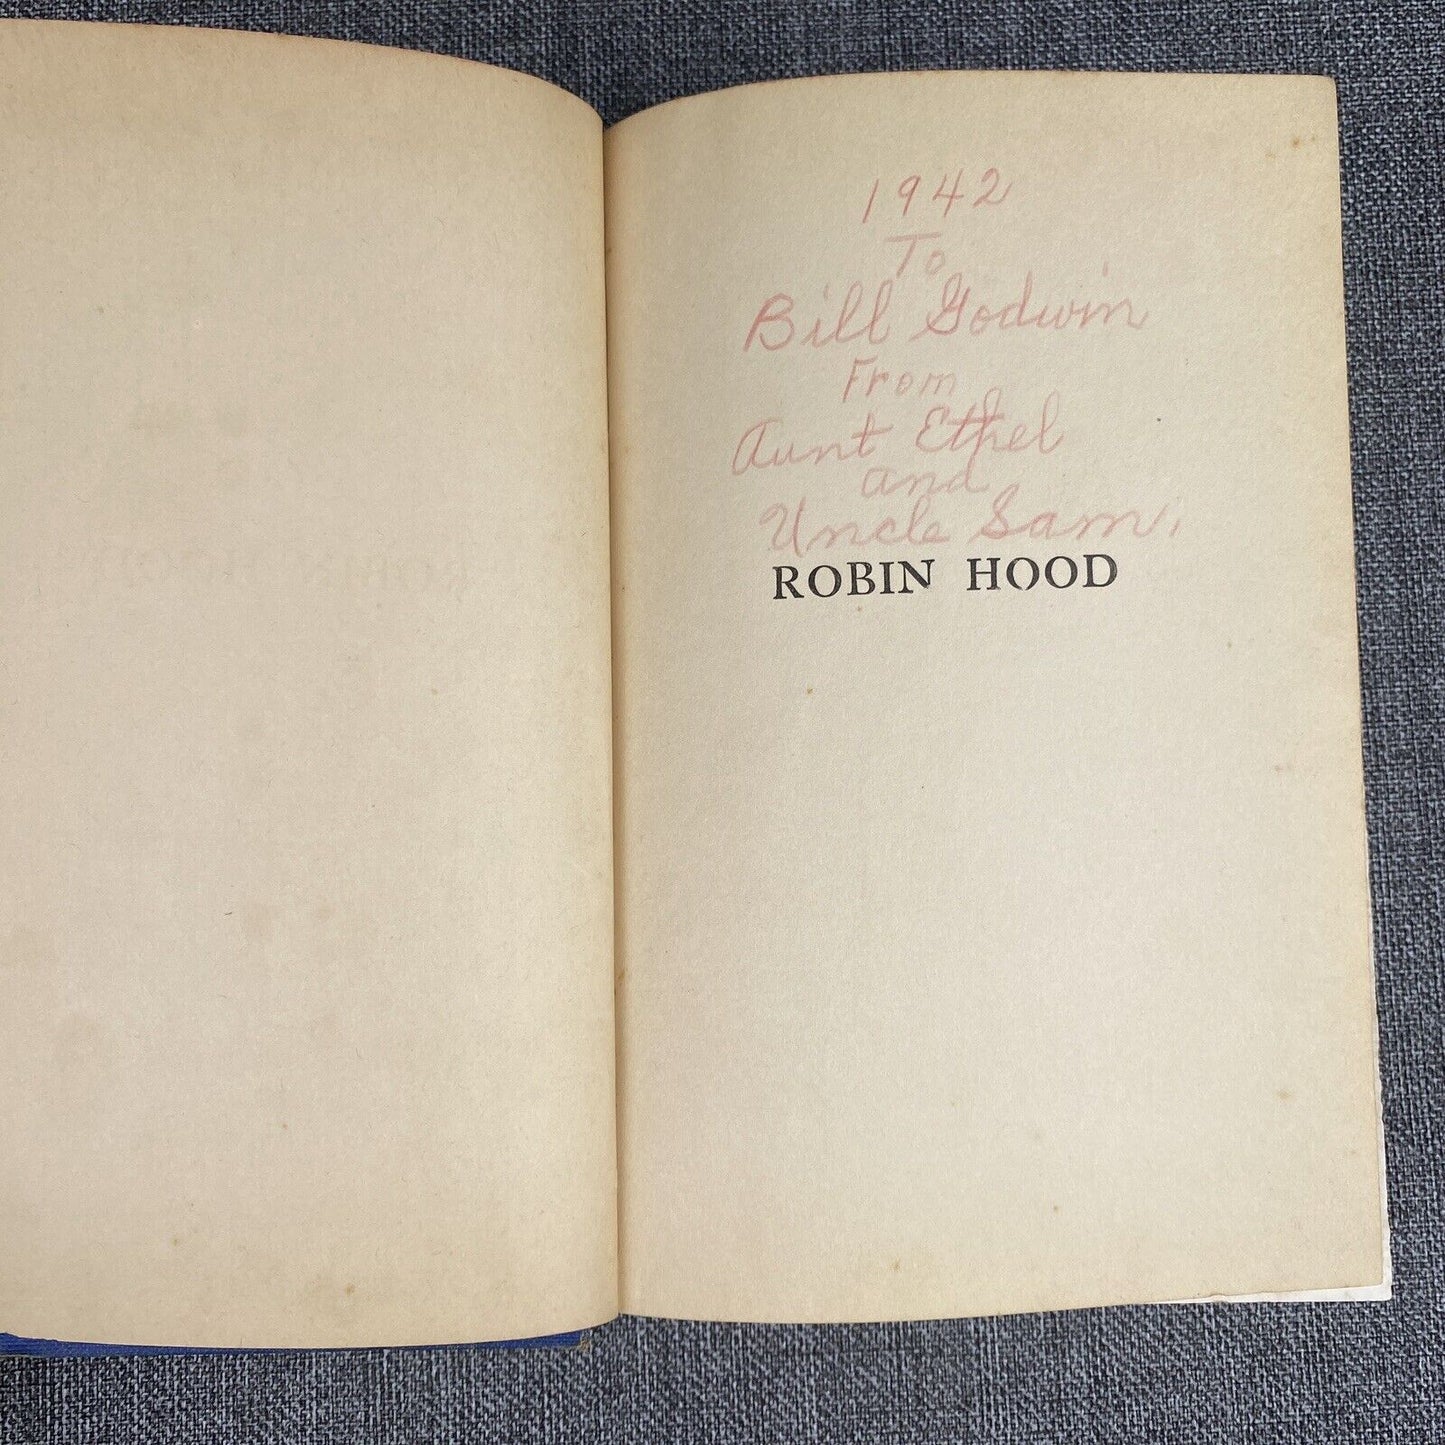 1942
To
Bill Godwin
From
Aunt Ethel
and
Uncle Sam.
ROBIN HOOD